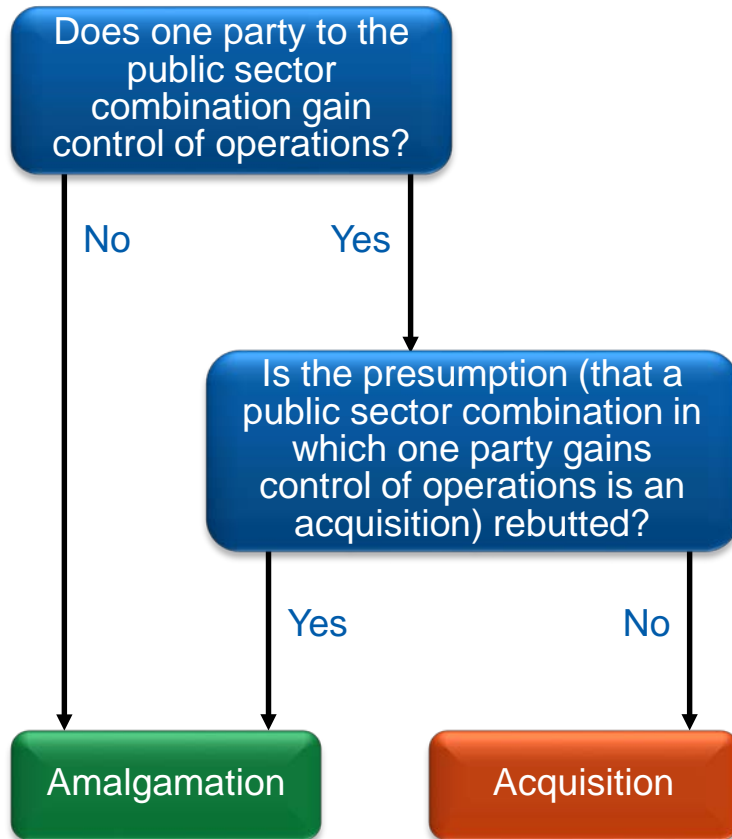 Does one party to the
public sector
combination gain
control of operations?
No
Yes
Is the presumption (that a
public sector combination in
which one party gains
control of operations is an
acquisition) rebutted?
Yes
No
Amalgamation
Acquisition